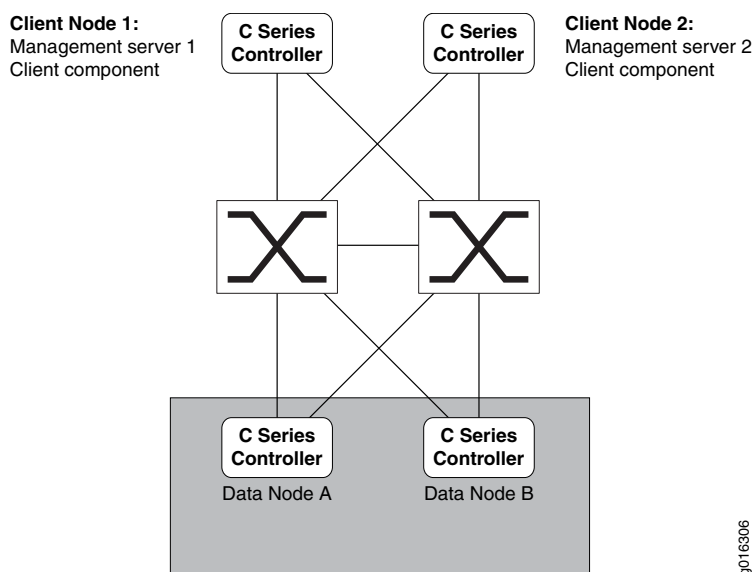 Client Node 1:
Management server 1
Client component
C Series
Controller
C Series
Controller
Client Node 2:
Management server 2
Client component
C Series
Controller
Data Node A
C Series
Controller
Data Node B
g016306